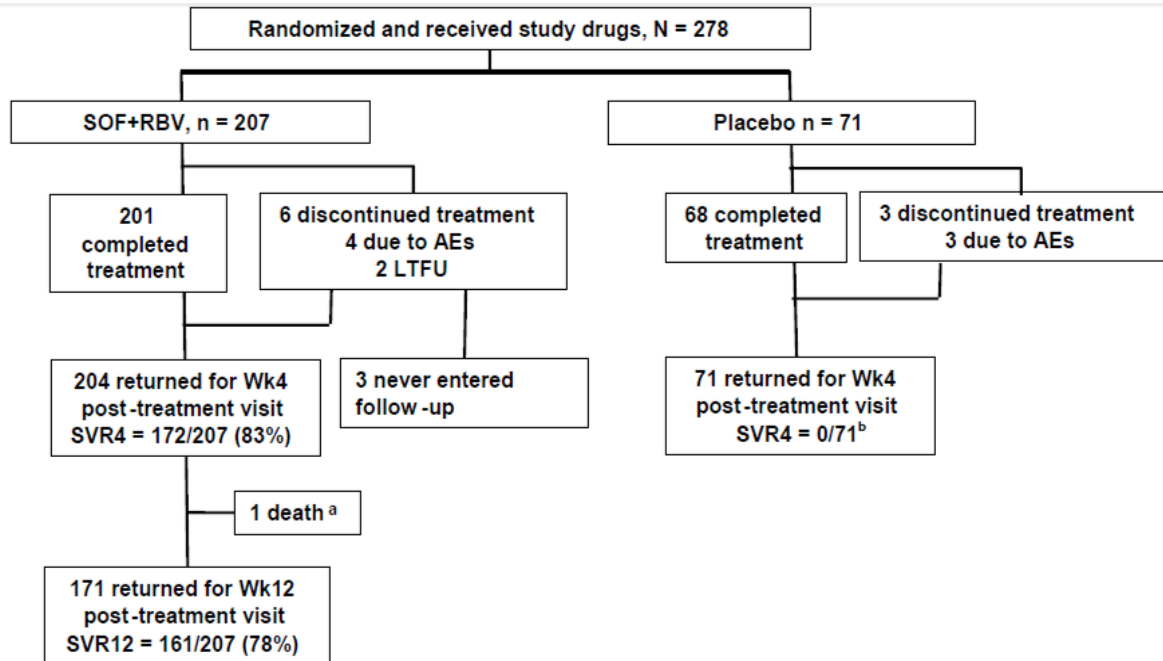 Randomized and received study drugs, N = 278
SOF+RBV, n = 207
Placebo n = 71
201
completed
treatment
6 discontinued treatment
4 due to AEs
2 LTFU
68 completed
treatment
3 discontinued treatment
3 due to AEs
204 returned for Wk4
post-treatment visit
SVR4 = 172/207 (83%)
3 never entered
follow-up
71 returned for Wk4
post-treatment visit
SVR4 = 0/71ᵇ
1 death ᵃ
171 returned for Wk12
post-treatment visit
SVR12 = 161/207 (78%)